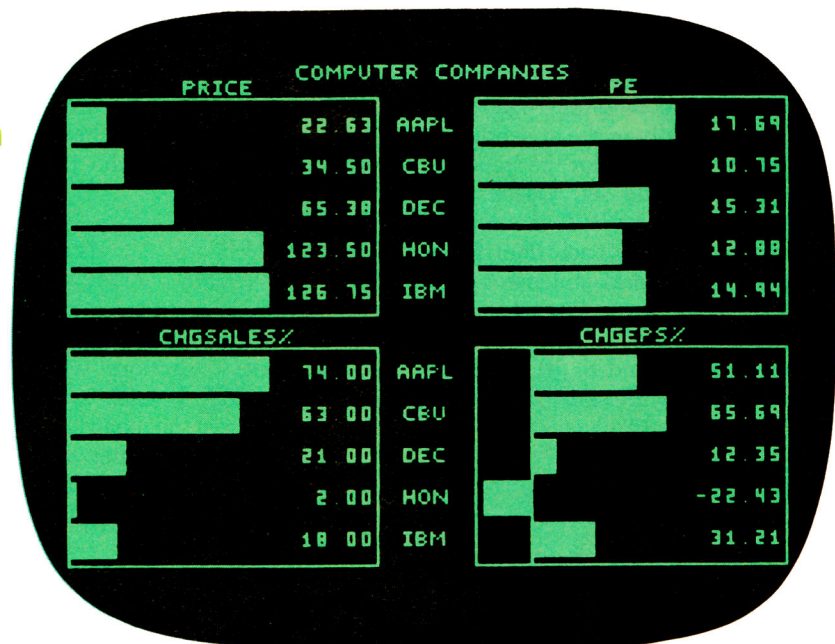 COMPUTER COMPANIES
PRICE PE
22.63 AAPL 17.69
34.50 CBU 10.75
65.38 DEC 15.31
123.50 HON 12.88
126.75 IBM 14.94
CHGSALES% CHGEPS%
74.00 AAPL 51.11
63.00 CBU 65.69
21.00 DEC 12.35
2.00 HON -22.43
18.00 IBM 31.21